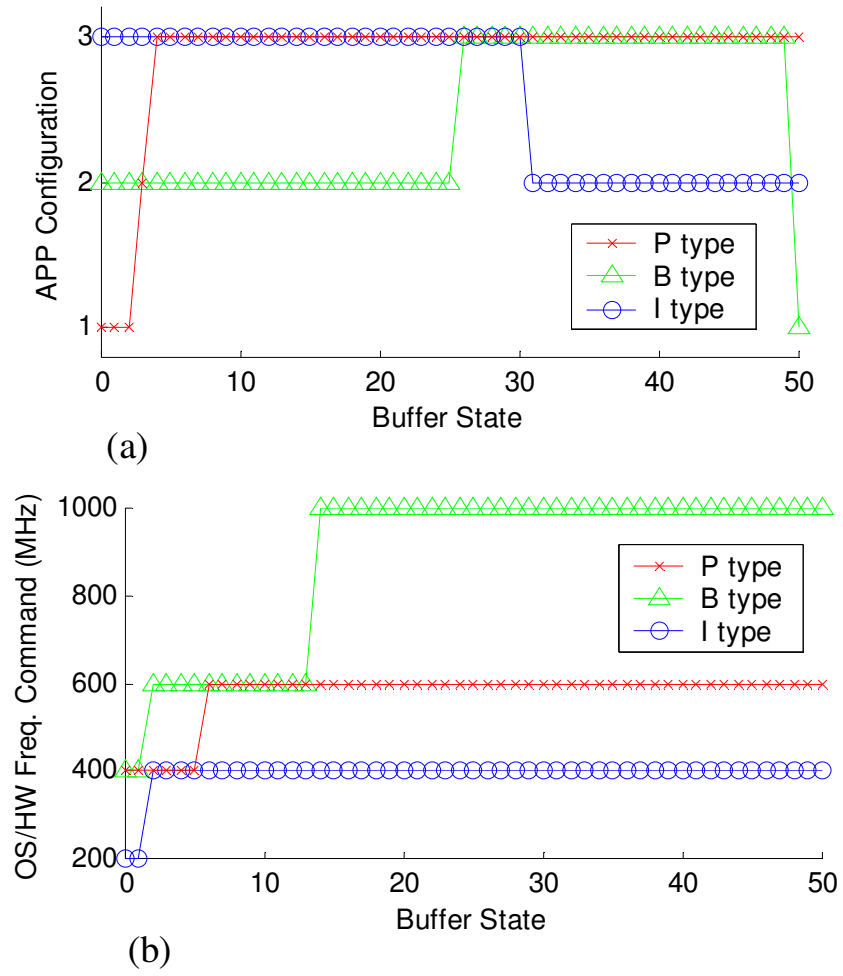 3
2
1
APP Configuration
P type
B type
I type
0 10 20 30 40 50
Buffer State
(a)
1000
800
600
400
200
OS/HW Freq. Command (MHz)
P type
B type
I type
0 10 20 30 40 50
Buffer State
(b)